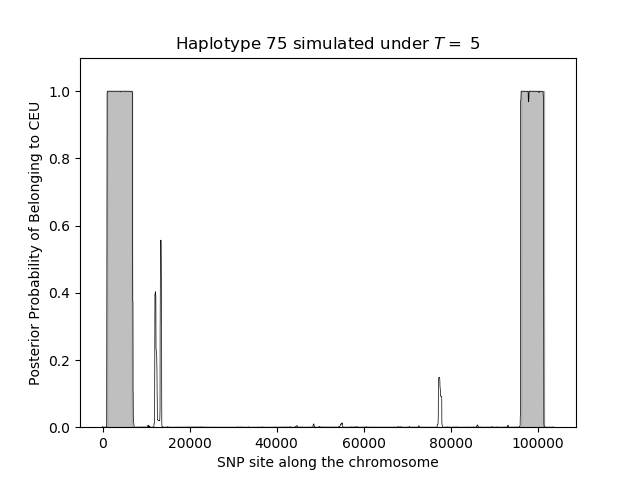 Haplotype 75 simulated under T = 5
Posterior Probability of Belonging to CEU
1.0
0.8
0.6
0.4
0.2
0.0
0 20000 40000 60000 80000 100000
SNP site along the chromosome